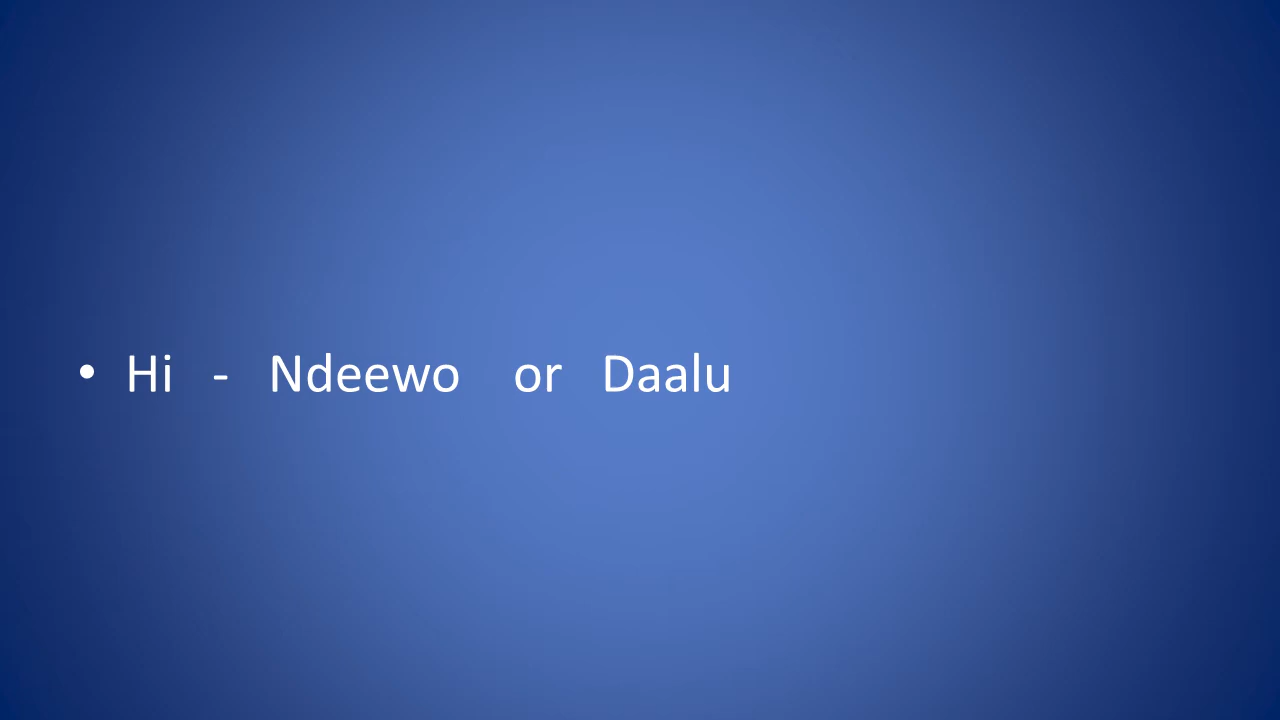 • Hi - Ndeewo or Daalu